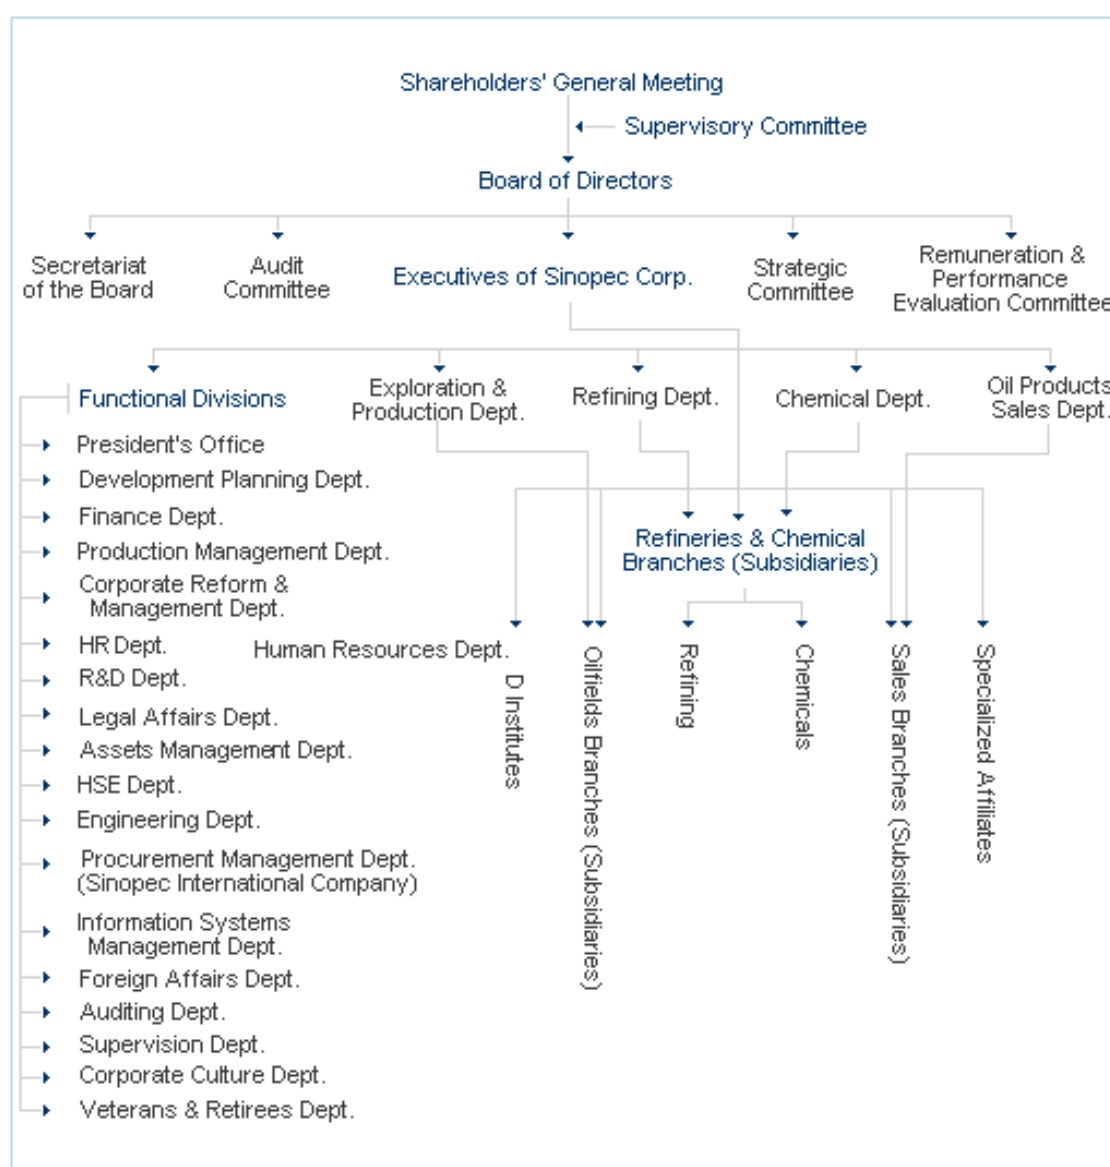 Shareholders' General Meeting
Supervisory Committee
Board of Directors
Secretariat
of the Board
Audit
Committee
Executives of Sinopec Corp.
Strategic
Committee
Remuneration &
Performance
Evaluation Committee
Functional Divisions
Exploration &
Production Dept.
Refining Dept.
Chemical Dept.
Oil Products
Sales Dept.
President's Office
Development Planning Dept.
Finance Dept.
Production Management Dept.
Corporate Reform &
Management Dept.
HR Dept.
R&D Dept.
Legal Affairs Dept.
Assets Management Dept.
HSE Dept.
Engineering Dept.
Procurement Management Dept.
(Sinopec International Company)
Information Systems
Management Dept.
Foreign Affairs Dept.
Auditing Dept.
Supervision Dept.
Corporate Culture Dept.
Veterans & Retirees Dept.
Refineries & Chemical
Branches (Subsidiaries)
Human Resources Dept.
D Institutes
Oilfields Branches (Subsidiaries)
Refining
Chemicals
Sales Branches (Subsidiaries)
Specialized Affiliates